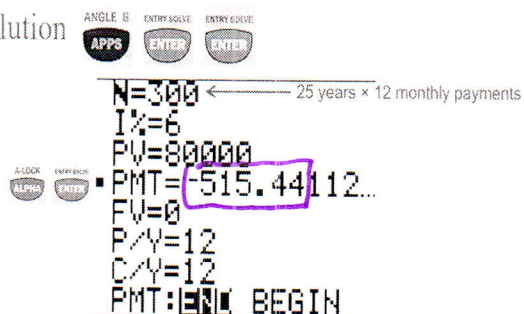 lution
ANGLE B
APPS
ENTRY SOLVE
ENTER
ENTRY SOLVE
ENTER
N=300
25 years × 12 monthly payments
I%=6
PV=80000
A-LOCK
ALPHA
ENTRY SOLVE
ENTER
PMT=-515.44112...
FV=0
P/Y=12
C/Y=12
PMT:END BEGIN